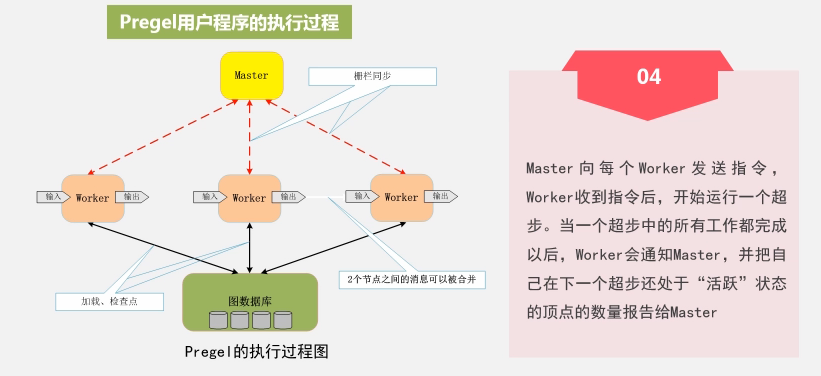 Pregel用户程序的执行过程
Master
栅栏同步
输入
Worker
输出
输入
Worker
输出
输入
Worker
输出
加载、检查点
图数据库
2个节点之间的消息可以被合并
Pregel的执行过程图
04
Master向每个Worker发送指令，
Worker收到指令后，开始运行一个超
步。当一个超步中的所有工作都完成
以后，Worker会通知Master，并把自
己在下一个超步还处于“活跃”状态
的顶点的数量报告给Master